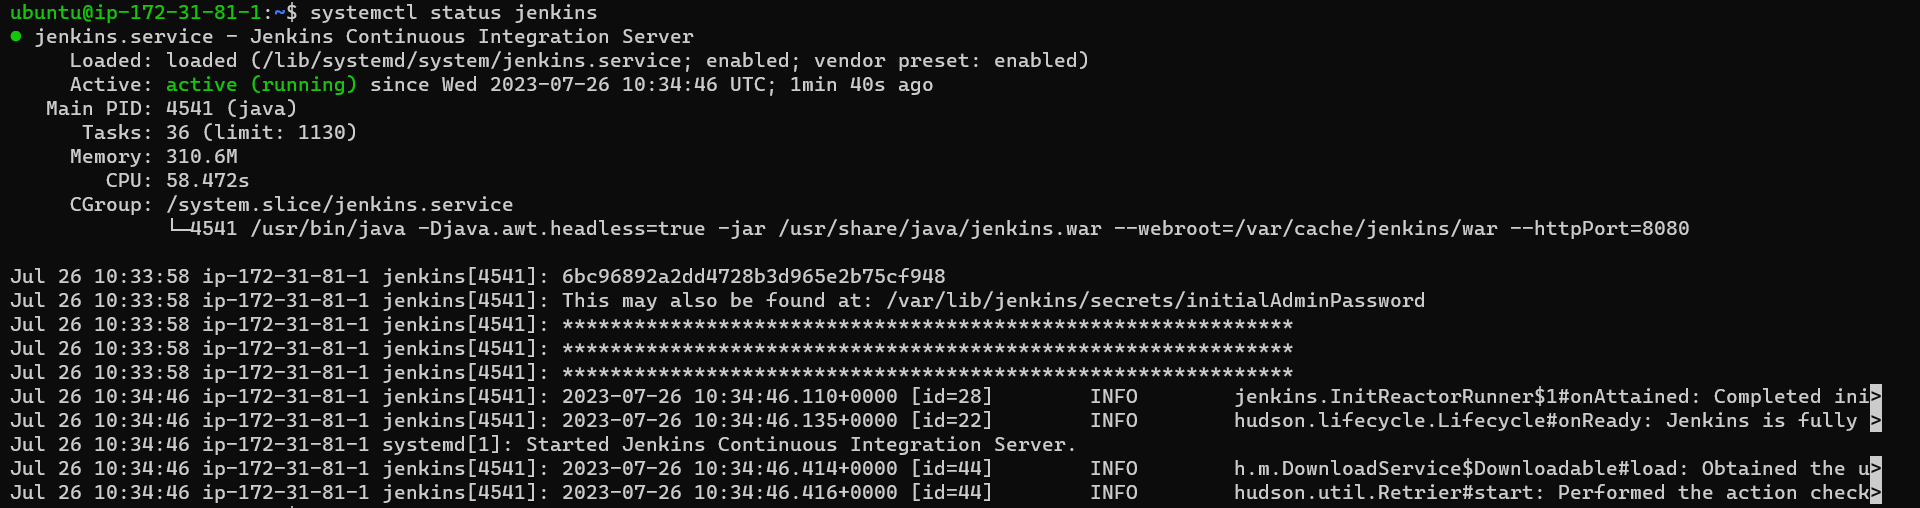 ubuntu@ip-172-31-81-1:~$ systemctl status jenkins
● jenkins.service - Jenkins Continuous Integration Server
     Loaded: loaded (/lib/systemd/system/jenkins.service; enabled; vendor preset: enabled)
     Active: active (running) since Wed 2023-07-26 10:34:46 UTC; 1min 40s ago
   Main PID: 4541 (java)
      Tasks: 36 (limit: 1130)
     Memory: 310.6M
        CPU: 58.472s
     CGroup: /system.slice/jenkins.service
             └─4541 /usr/bin/java -Djava.awt.headless=true -jar /usr/share/java/jenkins.war --webroot=/var/cache/jenkins/war --httpPort=8080

Jul 26 10:33:58 ip-172-31-81-1 jenkins[4541]: 6bc96892a2dd4728b3d965e2b75cf948
Jul 26 10:33:58 ip-172-31-81-1 jenkins[4541]: This may also be found at: /var/lib/jenkins/secrets/initialAdminPassword
Jul 26 10:33:58 ip-172-31-81-1 jenkins[4541]: *************************************************************
Jul 26 10:33:58 ip-172-31-81-1 jenkins[4541]: *************************************************************
Jul 26 10:33:58 ip-172-31-81-1 jenkins[4541]: *************************************************************
Jul 26 10:34:46 ip-172-31-81-1 jenkins[4541]: 2023-07-26 10:34:46.110+0000 [id=28]        INFO        jenkins.InitReactorRunner$1#onAttained: Completed ini>
Jul 26 10:34:46 ip-172-31-81-1 jenkins[4541]: 2023-07-26 10:34:46.135+0000 [id=22]        INFO        hudson.lifecycle.Lifecycle#onReady: Jenkins is fully >
Jul 26 10:34:46 ip-172-31-81-1 systemd[1]: Started Jenkins Continuous Integration Server.
Jul 26 10:34:46 ip-172-31-81-1 jenkins[4541]: 2023-07-26 10:34:46.414+0000 [id=44]        INFO        h.m.DownloadService$Downloadable#load: Obtained the u>
Jul 26 10:34:46 ip-172-31-81-1 jenkins[4541]: 2023-07-26 10:34:46.416+0000 [id=44]        INFO        hudson.util.Retrier#start: Performed the action check>